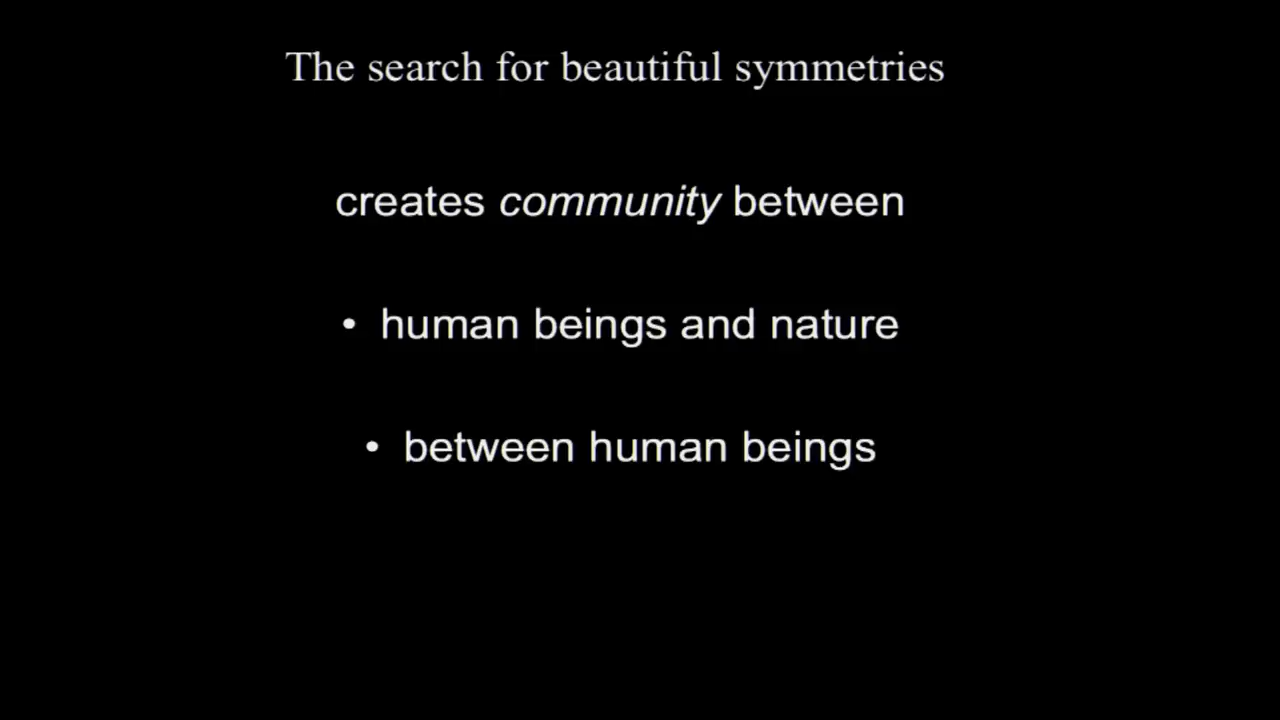 The search for beautiful symmetries
creates community between
• human beings and nature
• between human beings